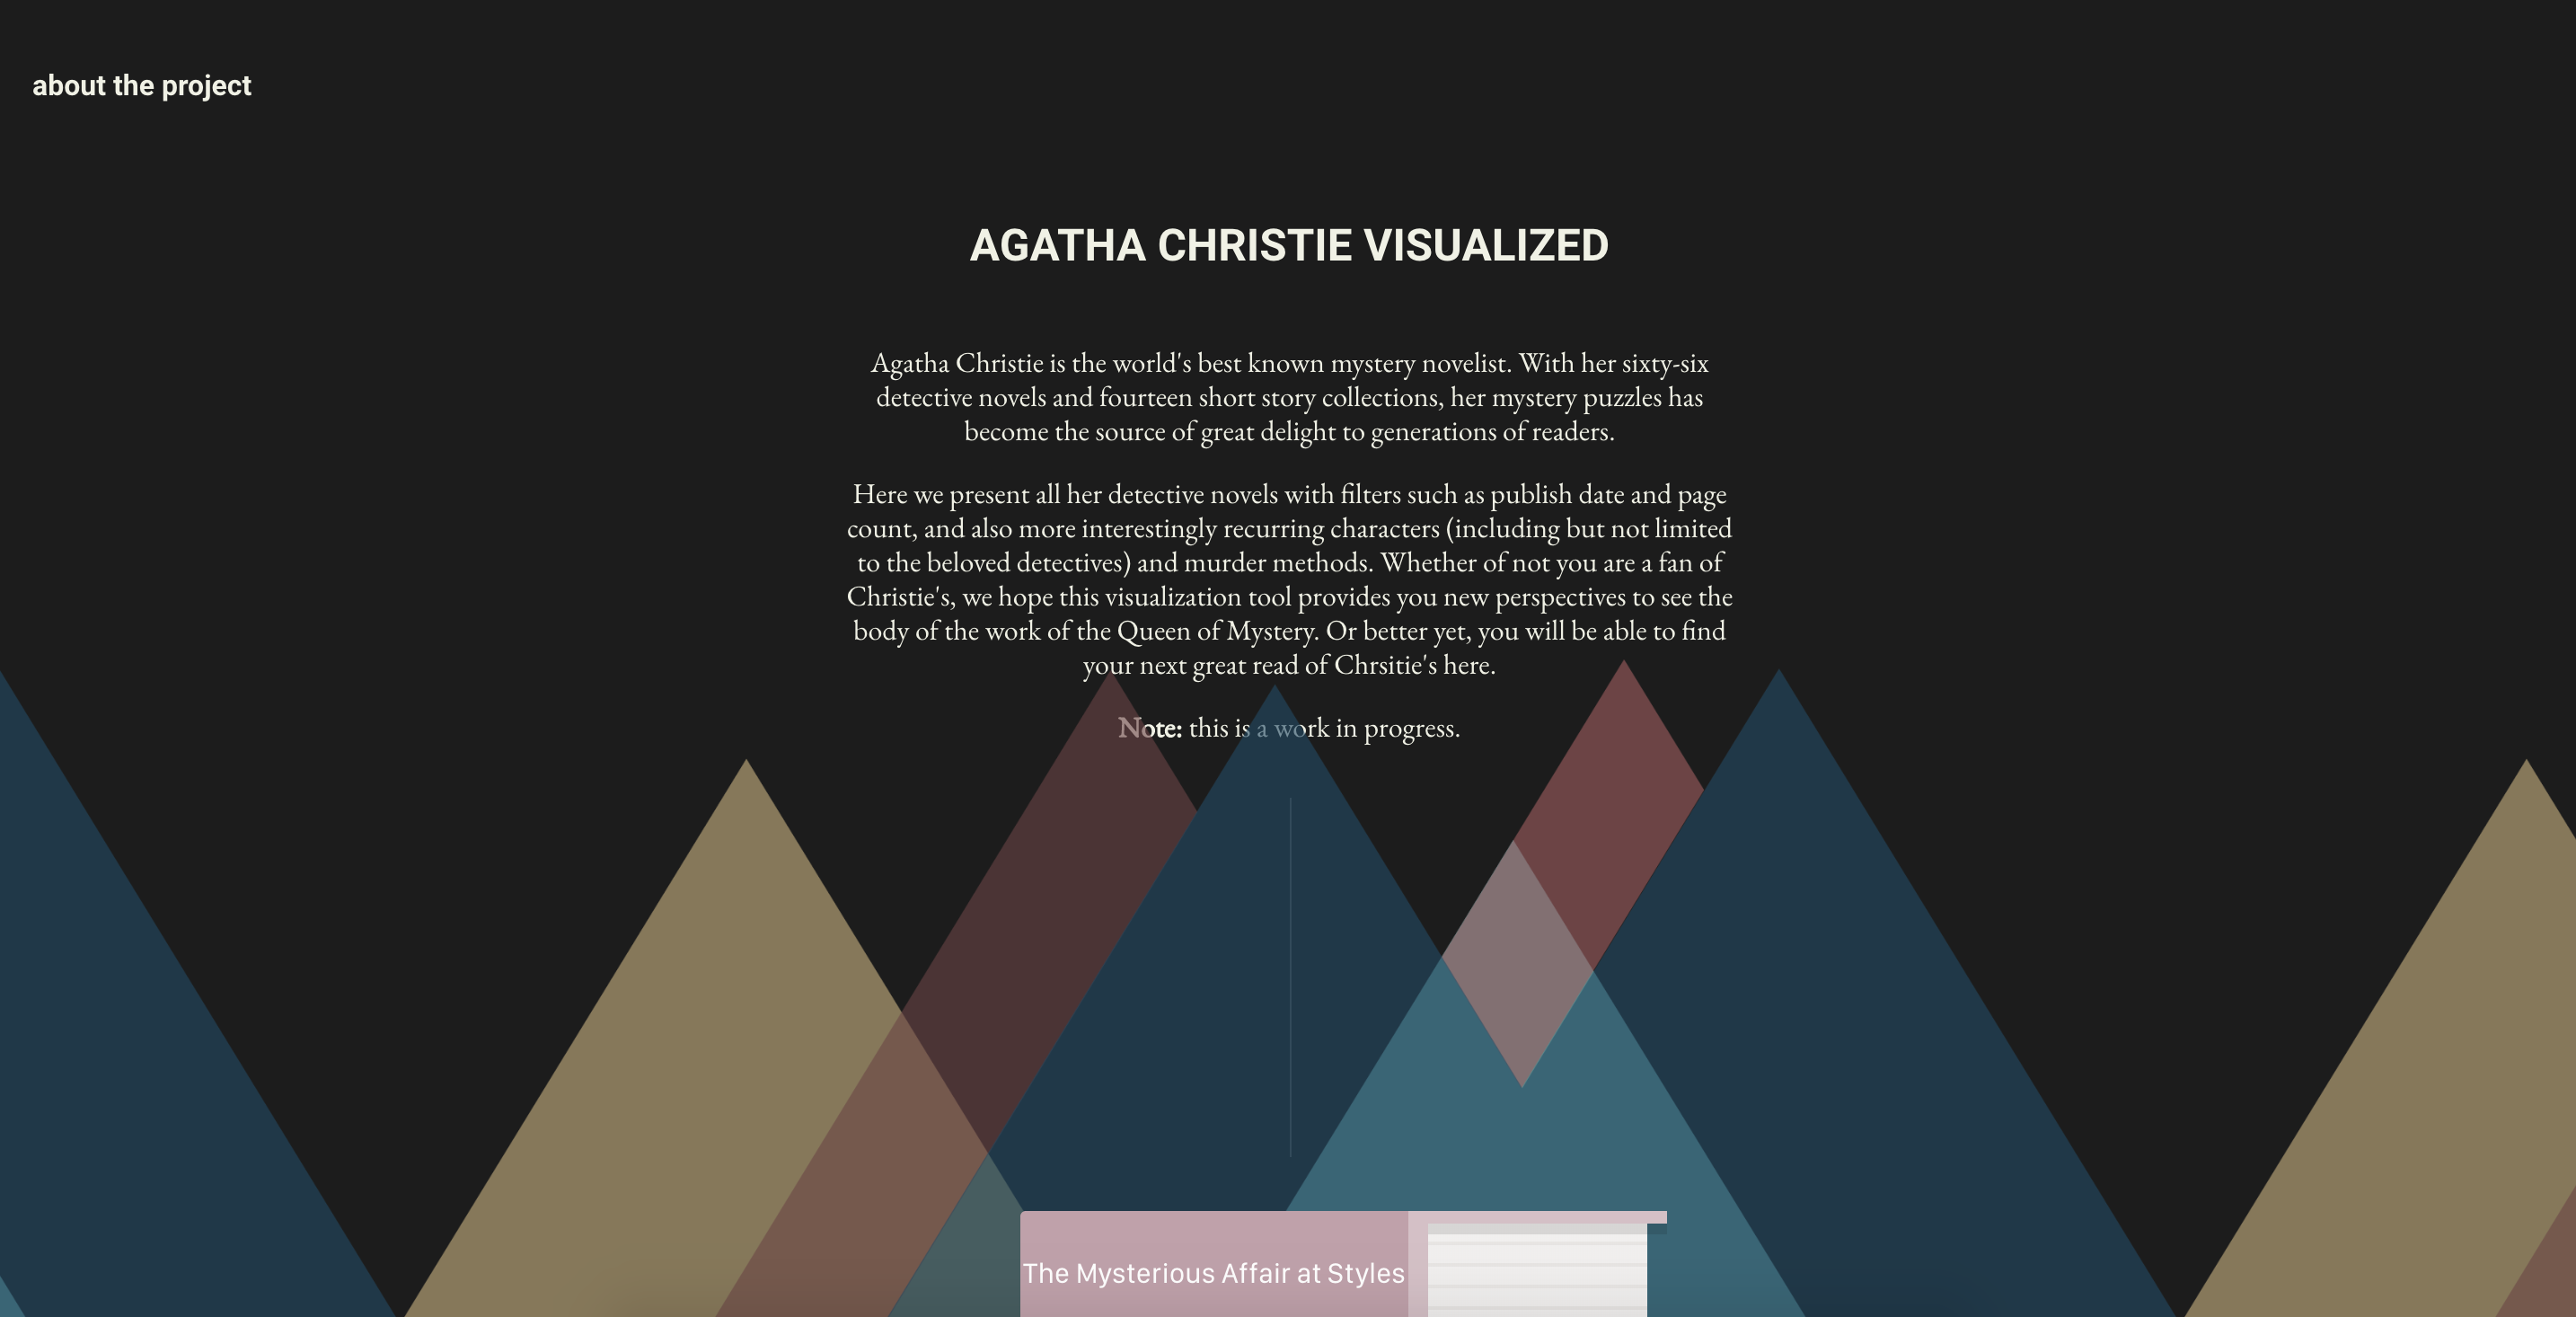 about the project
AGATHA CHRISTIE VISUALIZED
Agatha Christie is the world's best known mystery novelist. With her sixty-six
detective novels and fourteen short story collections, her mystery puzzles has
become the source of great delight to generations of readers.
Here we present all her detective novels with filters such as publish date and page
count, and also more interestingly recurring characters (including but not limited
to the beloved detectives) and murder methods. Whether of not you are a fan of
Christie's, we hope this visualization tool provides you new perspectives to see the
body of the work of the Queen of Mystery. Or better yet, you will be able to find
your next great read of Chrsitie's here.
Note: this is a work in progress.
The Mysterious Affair at Styles